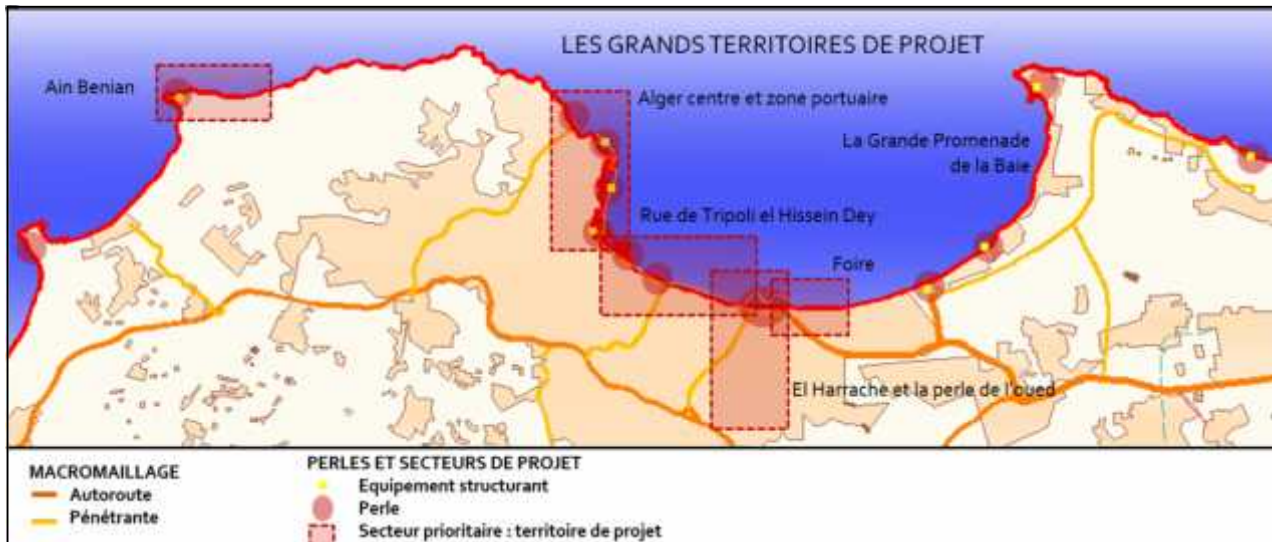 LES GRANDS TERRITOIRES DE PROJET
Ain Benian
Alger centre et zone portuaire
La Grande Promenade
de la Baie
Rue de Tripoli el Hissein Dey
Foire
El Harrache et la perle de l'oued
MACROMAILLAGE
Autoroute
Pénétrante
PERLES ET SECTEURS DE PROJET
Equipement structurant
Perle
Secteur prioritaire : territoire de projet